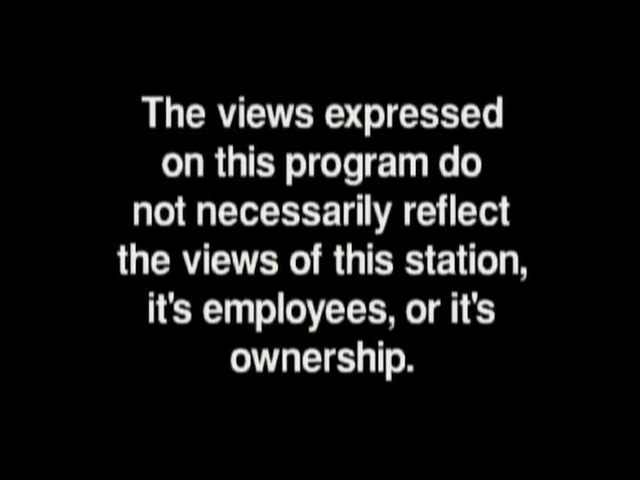 The views expressed
on this program do
not necessarily reflect
the views of this station,
it's employees, or it's
ownership.